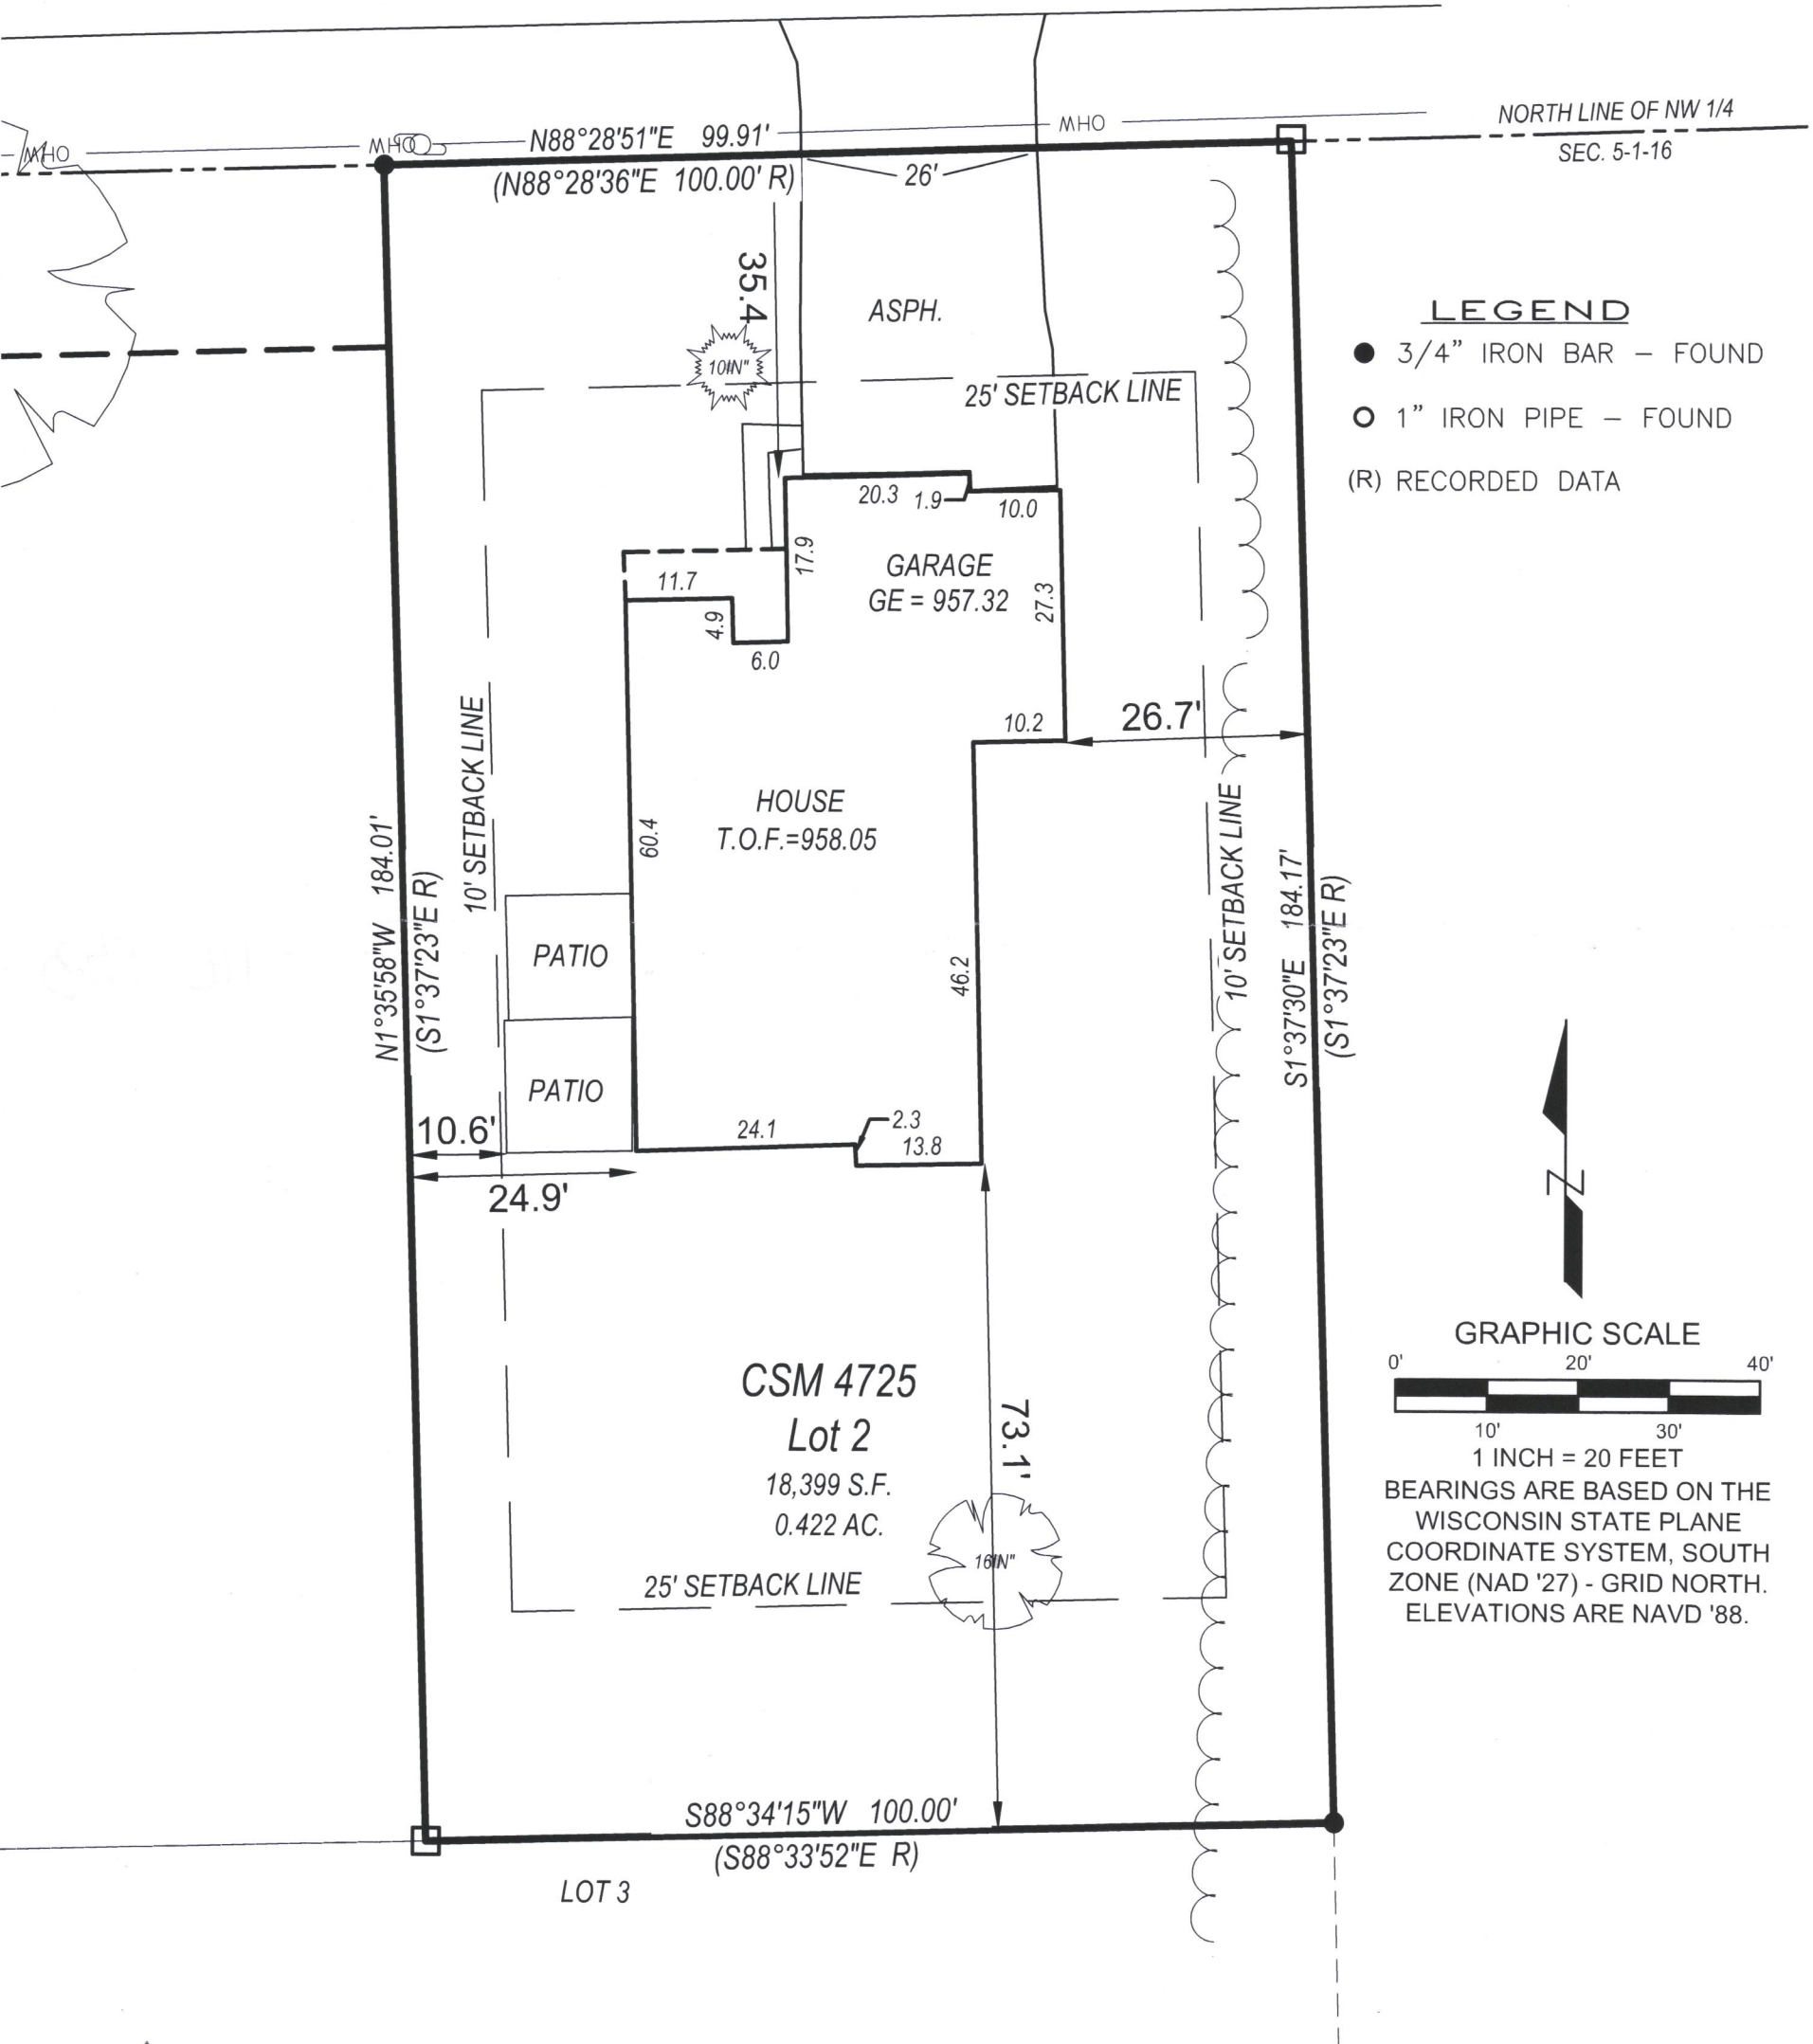 NORTH LINE OF NW 1/4
SEC. 5-1-16
OHW
OHW
OHW
N88°28'51"E 99.91'
(N88°28'36"E 100.00' R)
26'
35.4
ASPH.
10IN"
25' SETBACK LINE
LEGEND
3/4" IRON BAR – FOUND
1" IRON PIPE – FOUND
(R) RECORDED DATA
20.3
1.9
10.0
17.9
GARAGE
GE = 957.32
27.3
11.7
4.9
6.0
10.2
26.7'
10' SETBACK LINE
HOUSE
T.O.F.=958.05
60.4
10' SETBACK LINE
N1°35'58"W 184.01'
(S1°37'23"E R)
S1°37'30"E 184.17'
(S1°37'23"E R)
PATIO
PATIO
46.2
10.6'
24.9'
24.1
2.3
13.8
N
CSM 4725
Lot 2
18,399 S.F.
0.422 AC.
73.1'
16IN"
25' SETBACK LINE
GRAPHIC SCALE
0' 20' 40'
10' 30'
1 INCH = 20 FEET
BEARINGS ARE BASED ON THE
WISCONSIN STATE PLANE
COORDINATE SYSTEM, SOUTH
ZONE (NAD '27) - GRID NORTH.
ELEVATIONS ARE NAVD '88.
S88°34'15"W 100.00'
(S88°33'52"E R)
LOT 3